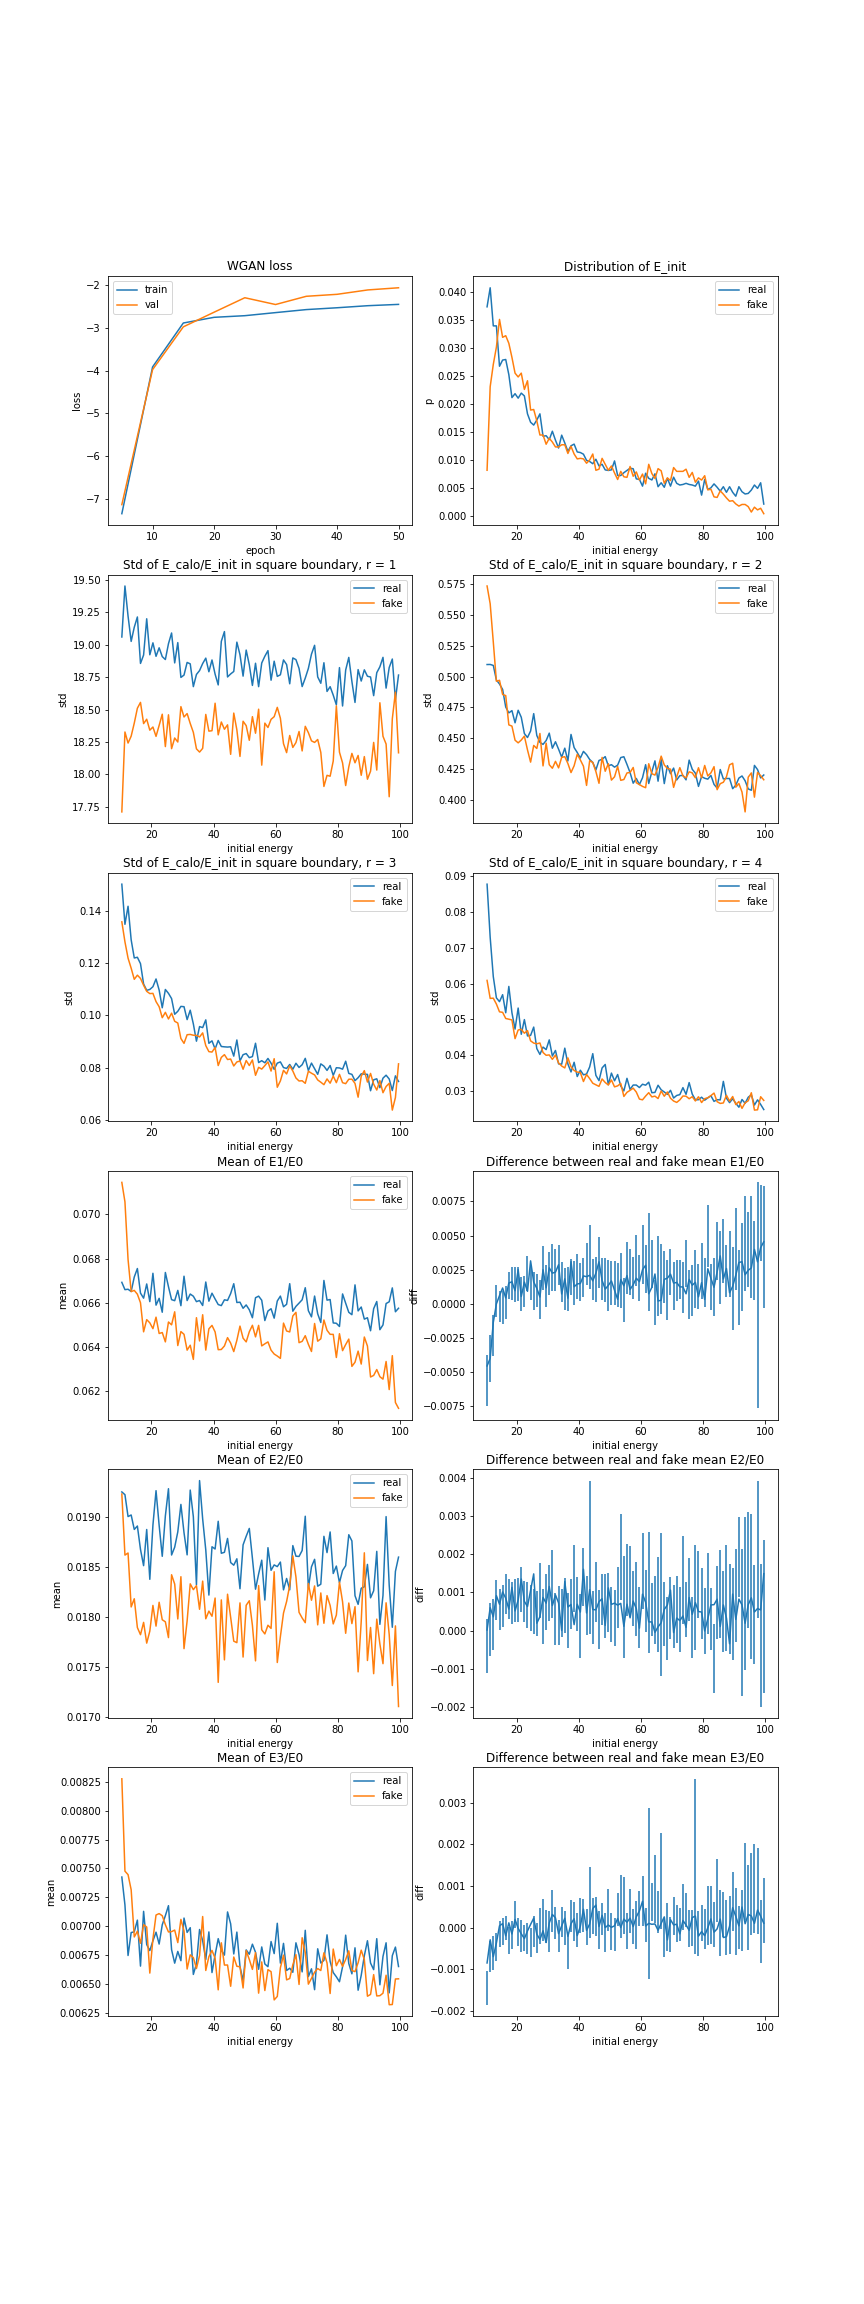 WGAN loss
train
val
−2
−3
−4
−5
−6
−7
loss
10 20 30 40 50
epoch
Distribution of E_init
real
fake
0.040
0.035
0.030
0.025
0.020
0.015
0.010
0.005
0.000
p
20 40 60 80 100
initial energy
Std of E_calo/E_init in square boundary, r = 1
real
fake
19.50
19.25
19.00
18.75
18.50
18.25
18.00
17.75
std
20 40 60 80 100
initial energy
Std of E_calo/E_init in square boundary, r = 2
real
fake
0.575
0.550
0.525
0.500
0.475
0.450
0.425
0.400
std
20 40 60 80 100
initial energy
Std of E_calo/E_init in square boundary, r = 3
real
fake
0.14
0.12
0.10
0.08
0.06
std
20 40 60 80 100
initial energy
Std of E_calo/E_init in square boundary, r = 4
real
fake
0.09
0.08
0.07
0.06
0.05
0.04
0.03
std
20 40 60 80 100
initial energy
Mean of E1/E0
real
fake
0.070
0.068
0.066
0.064
0.062
mean
20 40 60 80 100
initial energy
Difference between real and fake mean E1/E0
0.0075
0.0050
0.0025
0.0000
−0.0025
−0.0050
−0.0075
diff
20 40 60 80 100
initial energy
Mean of E2/E0
real
fake
0.0190
0.0185
0.0180
0.0175
0.0170
mean
20 40 60 80 100
initial energy
Difference between real and fake mean E2/E0
0.004
0.003
0.002
0.001
0.000
−0.001
−0.002
diff
20 40 60 80 100
initial energy
Mean of E3/E0
real
fake
0.00825
0.00800
0.00775
0.00750
0.00725
0.00700
0.00675
0.00650
0.00625
mean
20 40 60 80 100
initial energy
Difference between real and fake mean E3/E0
0.003
0.002
0.001
0.000
−0.001
−0.002
diff
20 40 60 80 100
initial energy